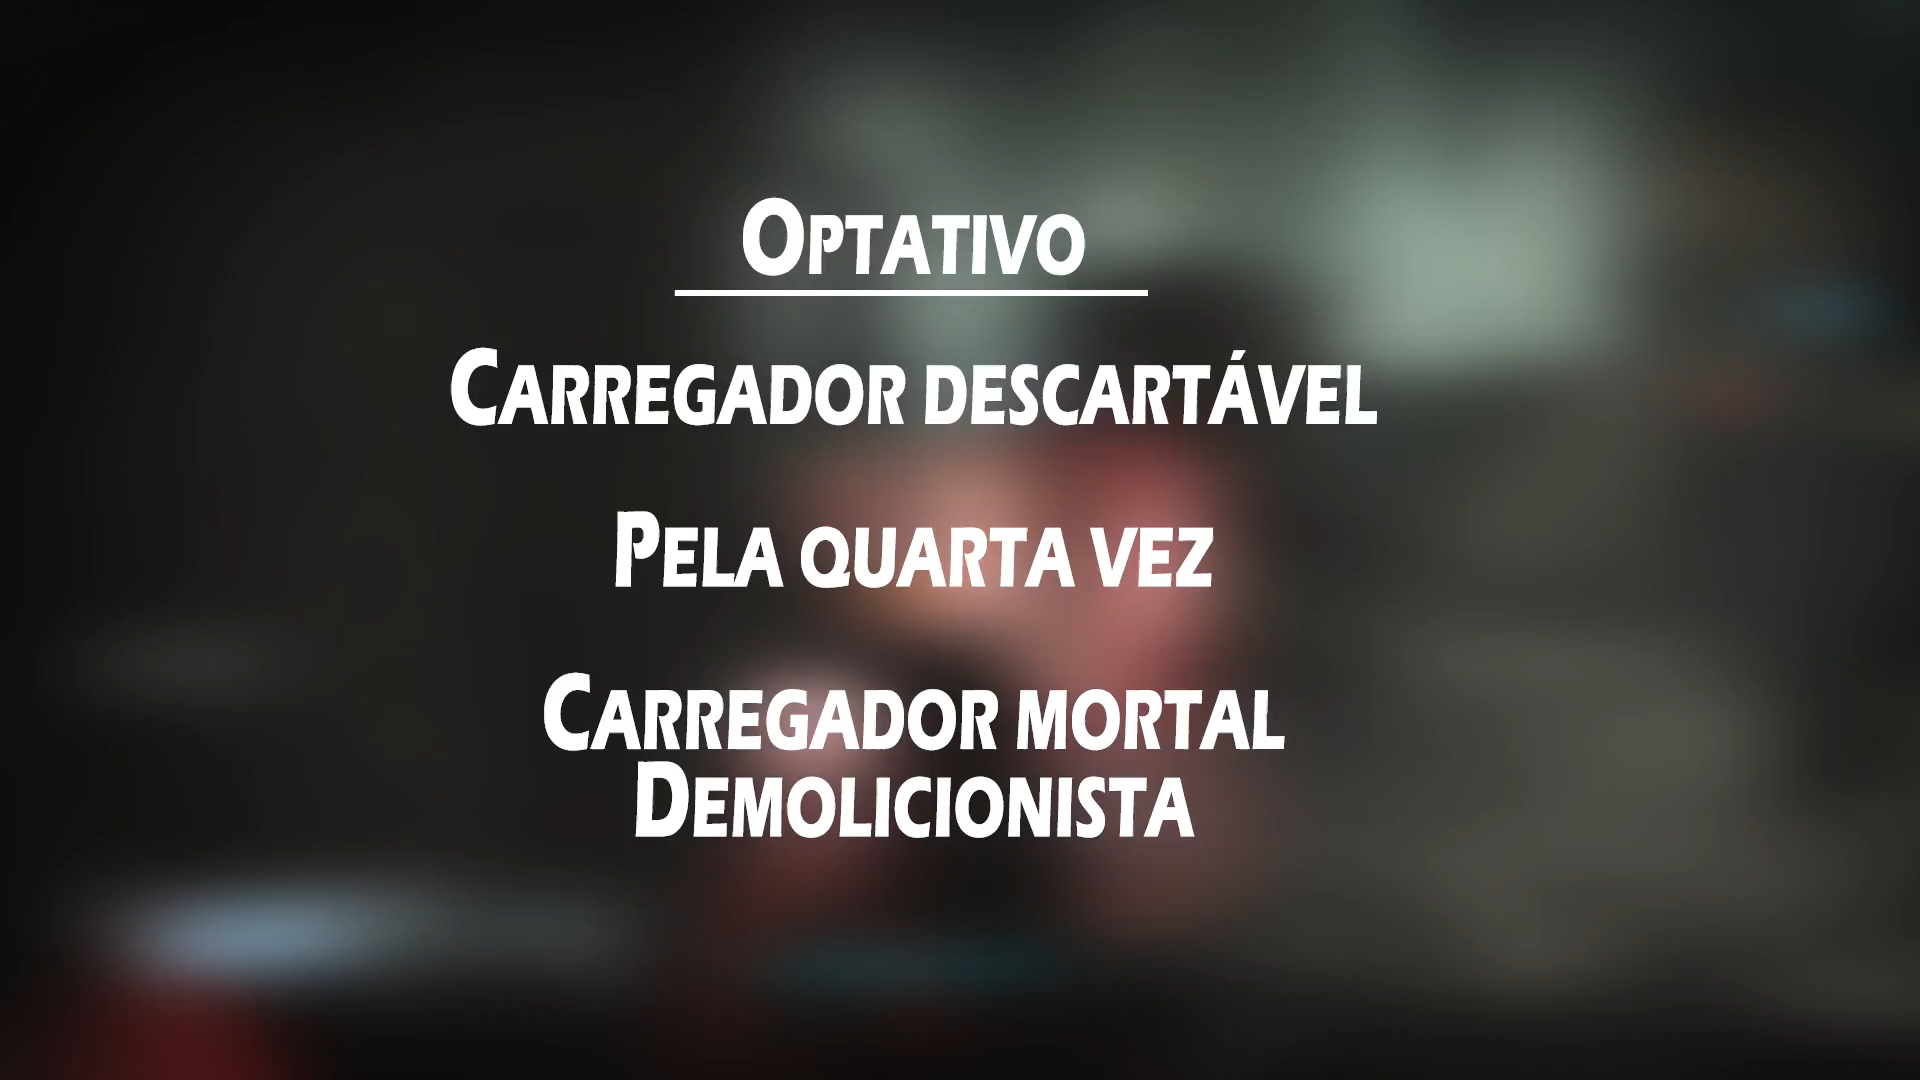 Optativo
Carregador descartável
Pela quarta vez
Carregador mortal
Demolicionista